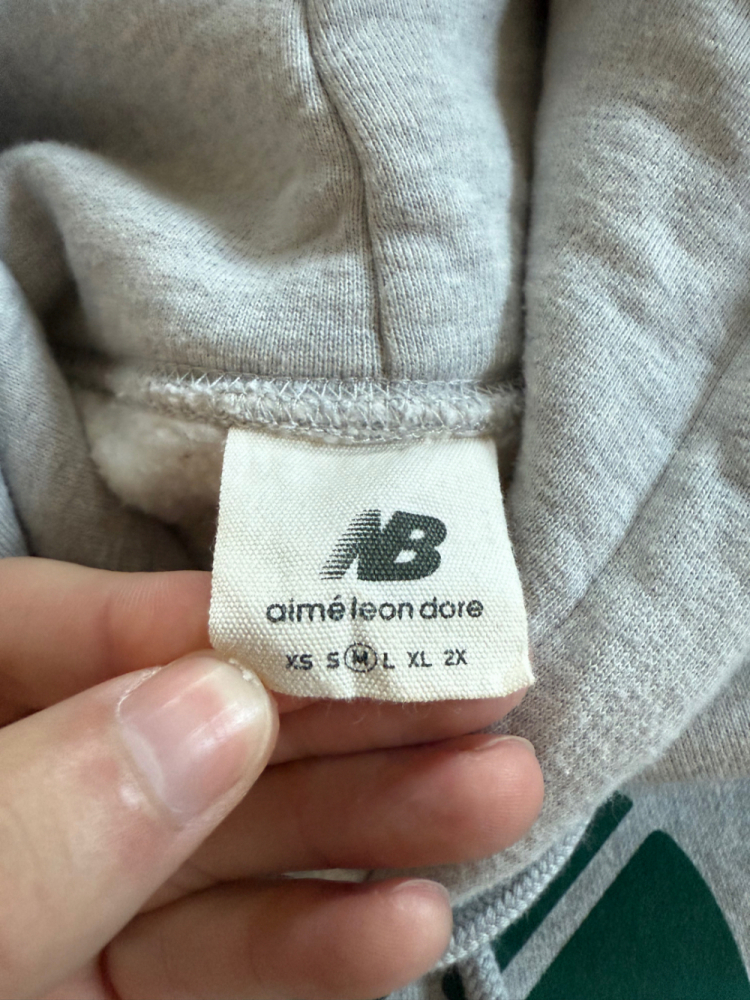 NB
aimé leon dore
XS S M L XL 2X